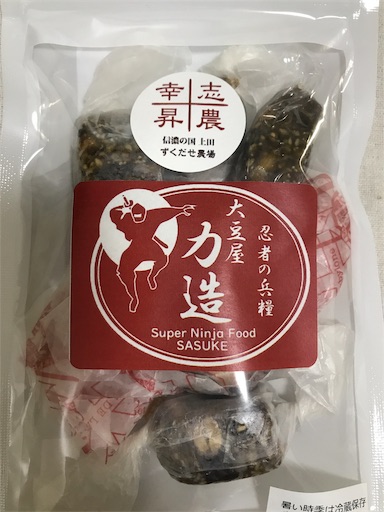 幸志
昇農
信濃の国 上田
ずくだせ農場
忍者の兵糧
大豆屋
力造
Super Ninja Food
SASUKE
暑い時季は冷蔵保存